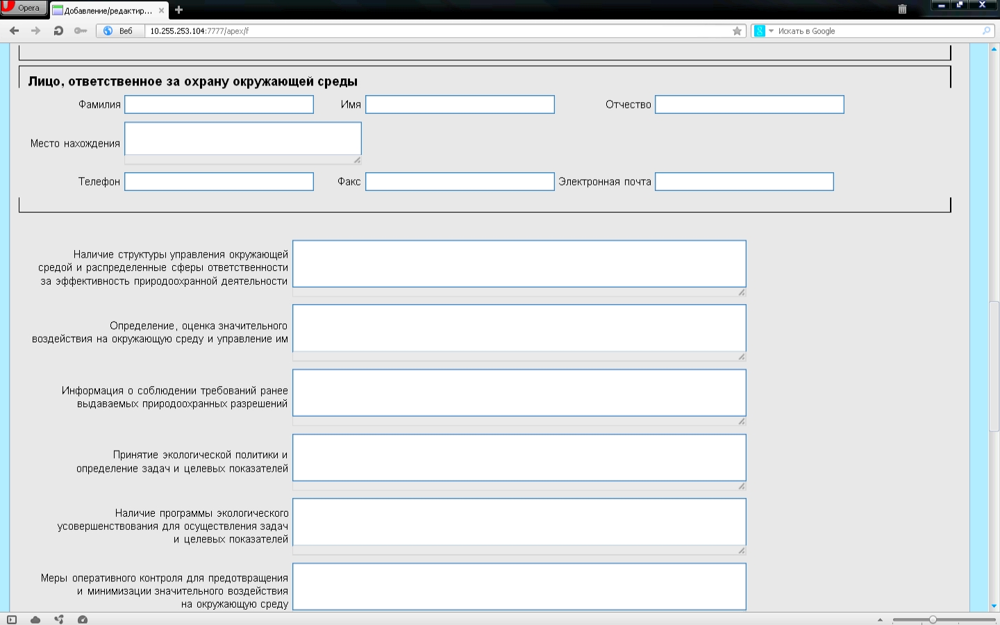 Opera
Добавление/редактир...
Веб
10.255.253.104:7777/apex/f
Искать в Google
Лицо, ответственное за охрану окружающей среды
Фамилия
Имя
Отчество
Место нахождения
Телефон
Факс
Электронная почта
Наличие структуры управления окружающей
средой и распределенные сферы ответственности
за эффективность природоохранной деятельности
Определение, оценка значительного
воздействия на окружающую среду и управление им
Информация о соблюдении требований ранее
выдаваемых природоохранных разрешений
Принятие экологической политики и
определение задач и целевых показателей
Наличие программы экологического
усовершенствования для осуществления задач
и целевых показателей
Меры оперативного контроля для предотвращения
и минимизации значительного воздействия
на окружающую среду